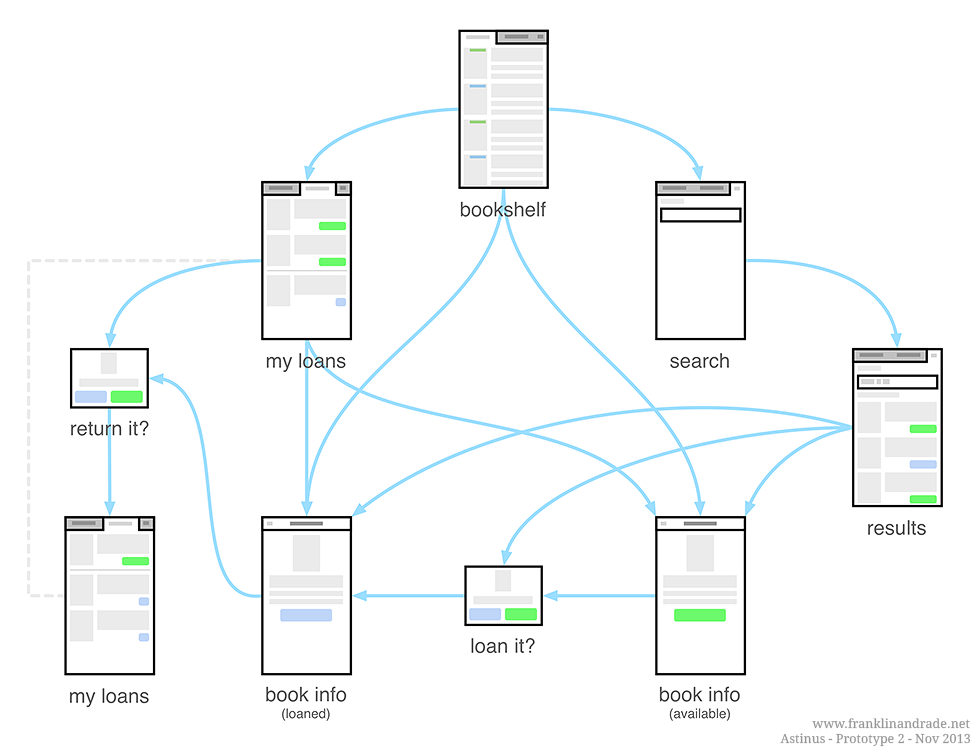 bookshelf
my loans
search
return it?
results
loan it?
my loans
book info
(loaned)
book info
(available)
www.franklinandrade.net
Astinus - Prototype 2 - Nov 2013